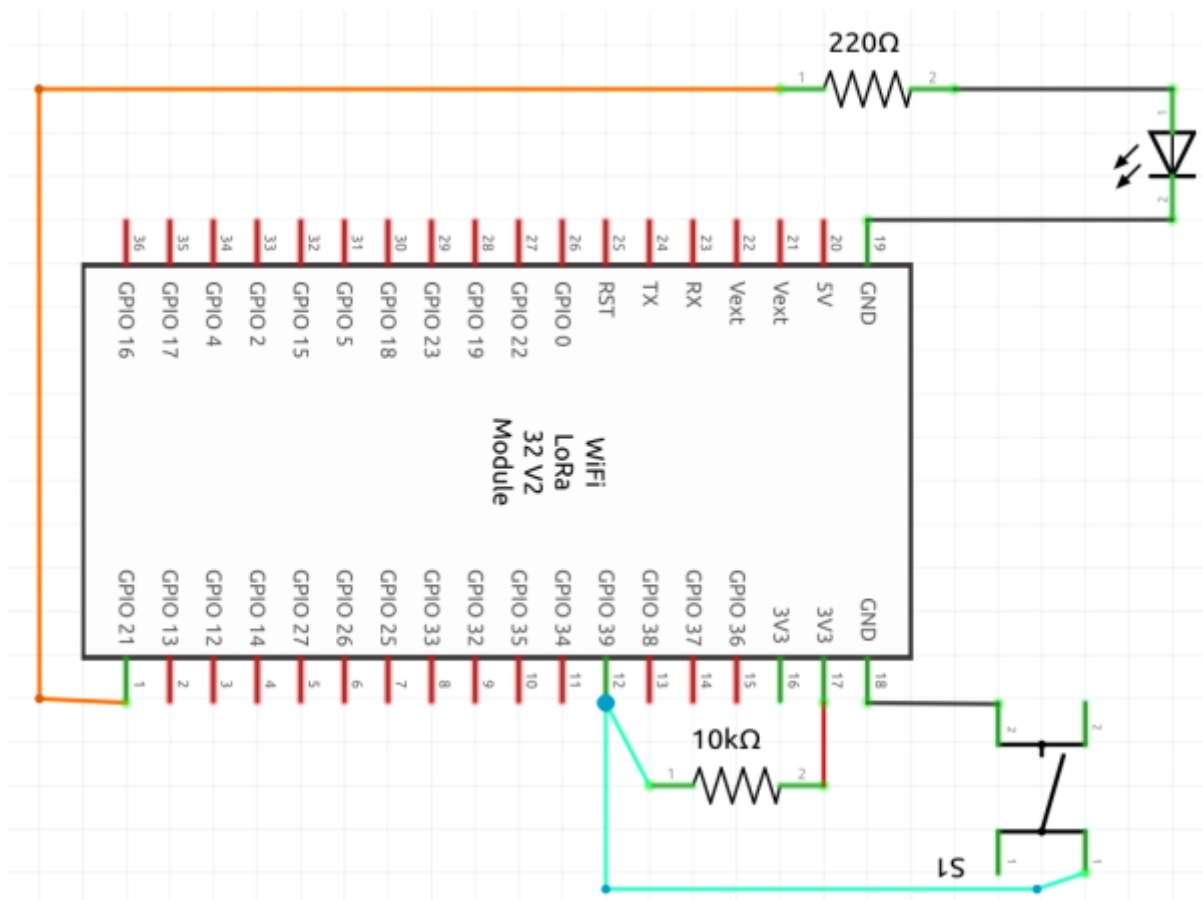 220Ω
1
2
1
2
36
35
34
33
32
31
30
29
28
27
26
25
24
23
22
21
20
19
GPIO 16
GPIO 17
GPIO 4
GPIO 2
GPIO 15
GPIO 5
GPIO 18
GPIO 23
GPIO 19
GPIO 22
GPIO 0
RST
TX
RX
Vext
Vext
5V
GND
WiFi
LoRa
32 V2
Module
GPIO 21
GPIO 13
GPIO 12
GPIO 14
GPIO 27
GPIO 26
GPIO 25
GPIO 33
GPIO 32
GPIO 35
GPIO 34
GPIO 39
GPIO 38
GPIO 37
GPIO 36
3V3
3V3
GND
1
2
3
4
5
6
7
8
9
10
11
12
13
14
15
16
17
18
10kΩ
1
2
2
2
S1
1
1